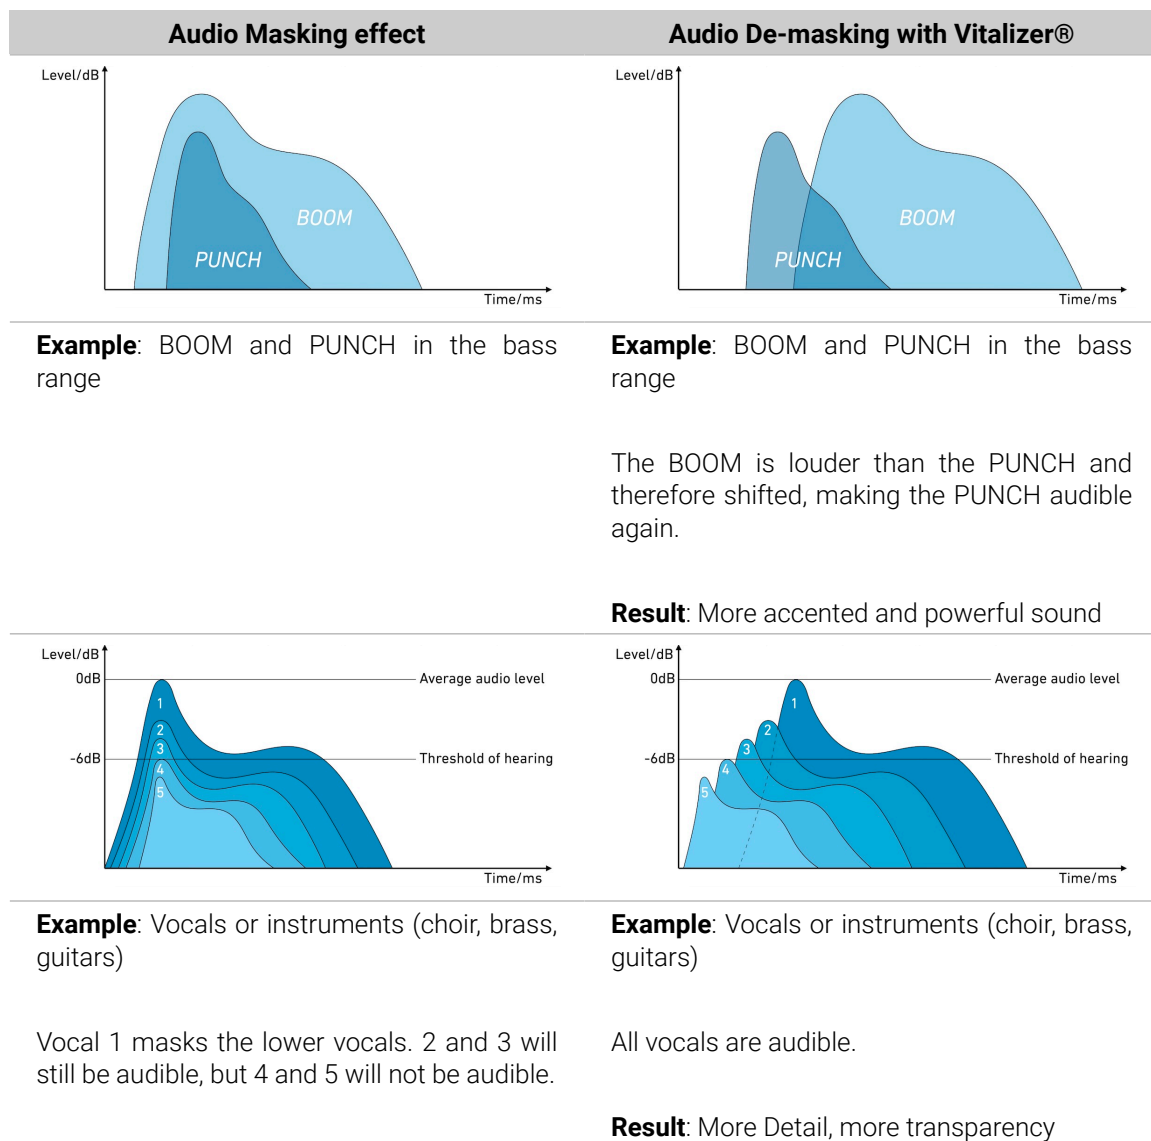 Audio Masking effect
Audio De-masking with Vitalizer®
Level/dB
BOOM
PUNCH
Time/ms
Level/dB
BOOM
PUNCH
Time/ms
Example: BOOM and PUNCH in the bass
range
Example: BOOM and PUNCH in the bass
range
The BOOM is louder than the PUNCH and
therefore shifted, making the PUNCH audible
again.
Result: More accented and powerful sound
Level/dB
0dB
Average audio level
1
2
3
-6dB
Threshold of hearing
4
5
Time/ms
Level/dB
0dB
Average audio level
1
2
3
-6dB
Threshold of hearing
4
5
Time/ms
Example: Vocals or instruments (choir, brass,
guitars)
Vocal 1 masks the lower vocals. 2 and 3 will
still be audible, but 4 and 5 will not be audible.
Example: Vocals or instruments (choir, brass,
guitars)
All vocals are audible.
Result: More Detail, more transparency